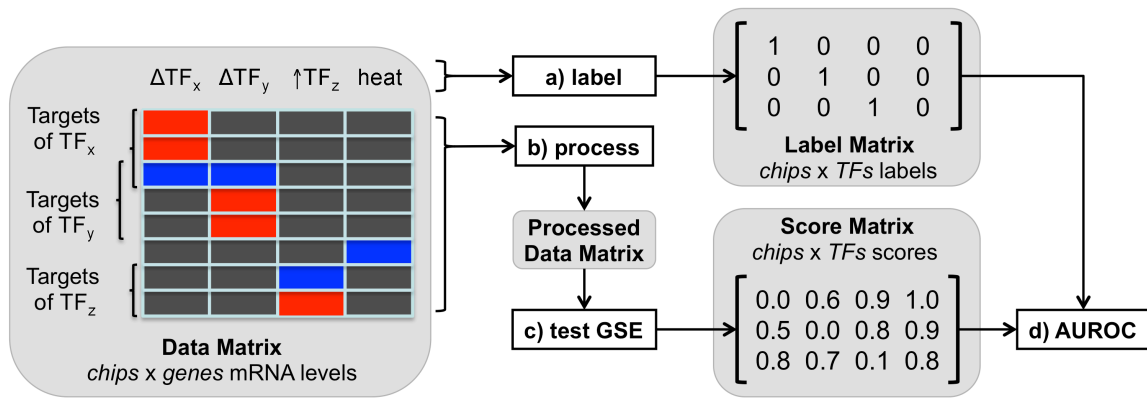 ΔTFx ΔTFy ↑TFz heat
Targets
of TFx
Targets
of TFy
Targets
of TFz
Data Matrix
chips x genes mRNA levels
a) label
b) process
Processed
Data Matrix
c) test GSE
1 0 0 0
0 1 0 0
0 0 1 0
Label Matrix
chips x TFs labels
Score Matrix
chips x TFs scores
0.0 0.6 0.9 1.0
0.5 0.0 0.8 0.9
0.8 0.7 0.1 0.8
d) AUROC